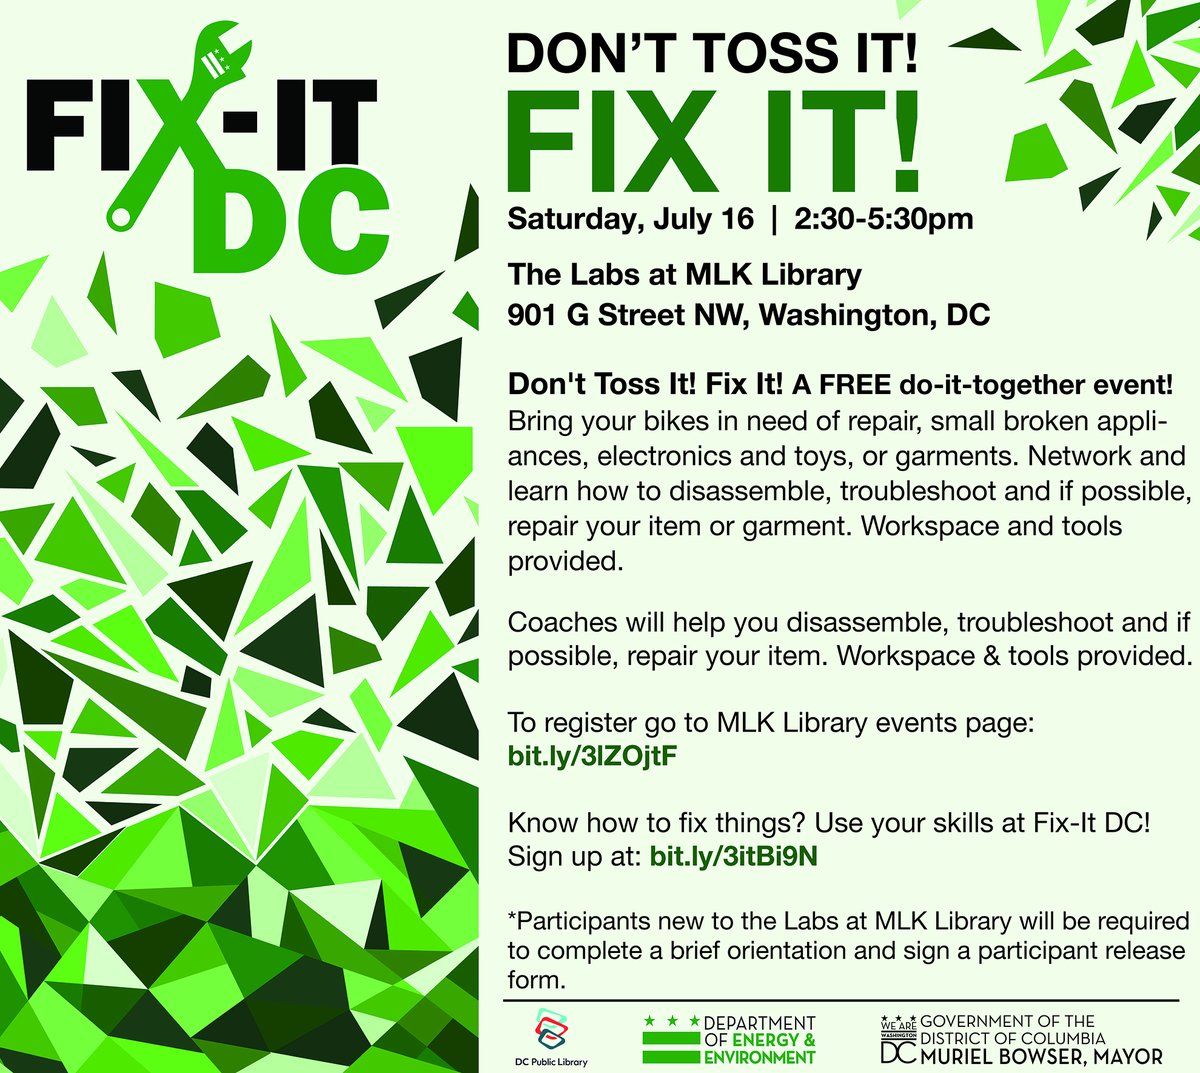 FIX-IT
DC
DON'T TOSS IT!
FIX IT!
Saturday, July 16 | 2:30-5:30pm
The Labs at MLK Library
901 G Street NW, Washington, DC
Don't Toss It! Fix It! A FREE do-it-together event!
Bring your bikes in need of repair, small broken appli-
ances, electronics and toys, or garments. Network and
learn how to disassemble, troubleshoot and if possible,
repair your item or garment. Workspace and tools
provided.
Coaches will help you disassemble, troubleshoot and if
possible, repair your item. Workspace & tools provided.
To register go to MLK Library events page:
bit.ly/3lZOjtF
Know how to fix things? Use your skills at Fix-It DC!
Sign up at: bit.ly/3itBi9N
*Participants new to the Labs at MLK Library will be required
to complete a brief orientation and sign a participant release
form.
DC Public Library
DEPARTMENT
OF ENERGY &
ENVIRONMENT
WE ARE
WASHINGTON
DC
GOVERNMENT OF THE
DISTRICT OF COLUMBIA
MURIEL BOWSER, MAYOR